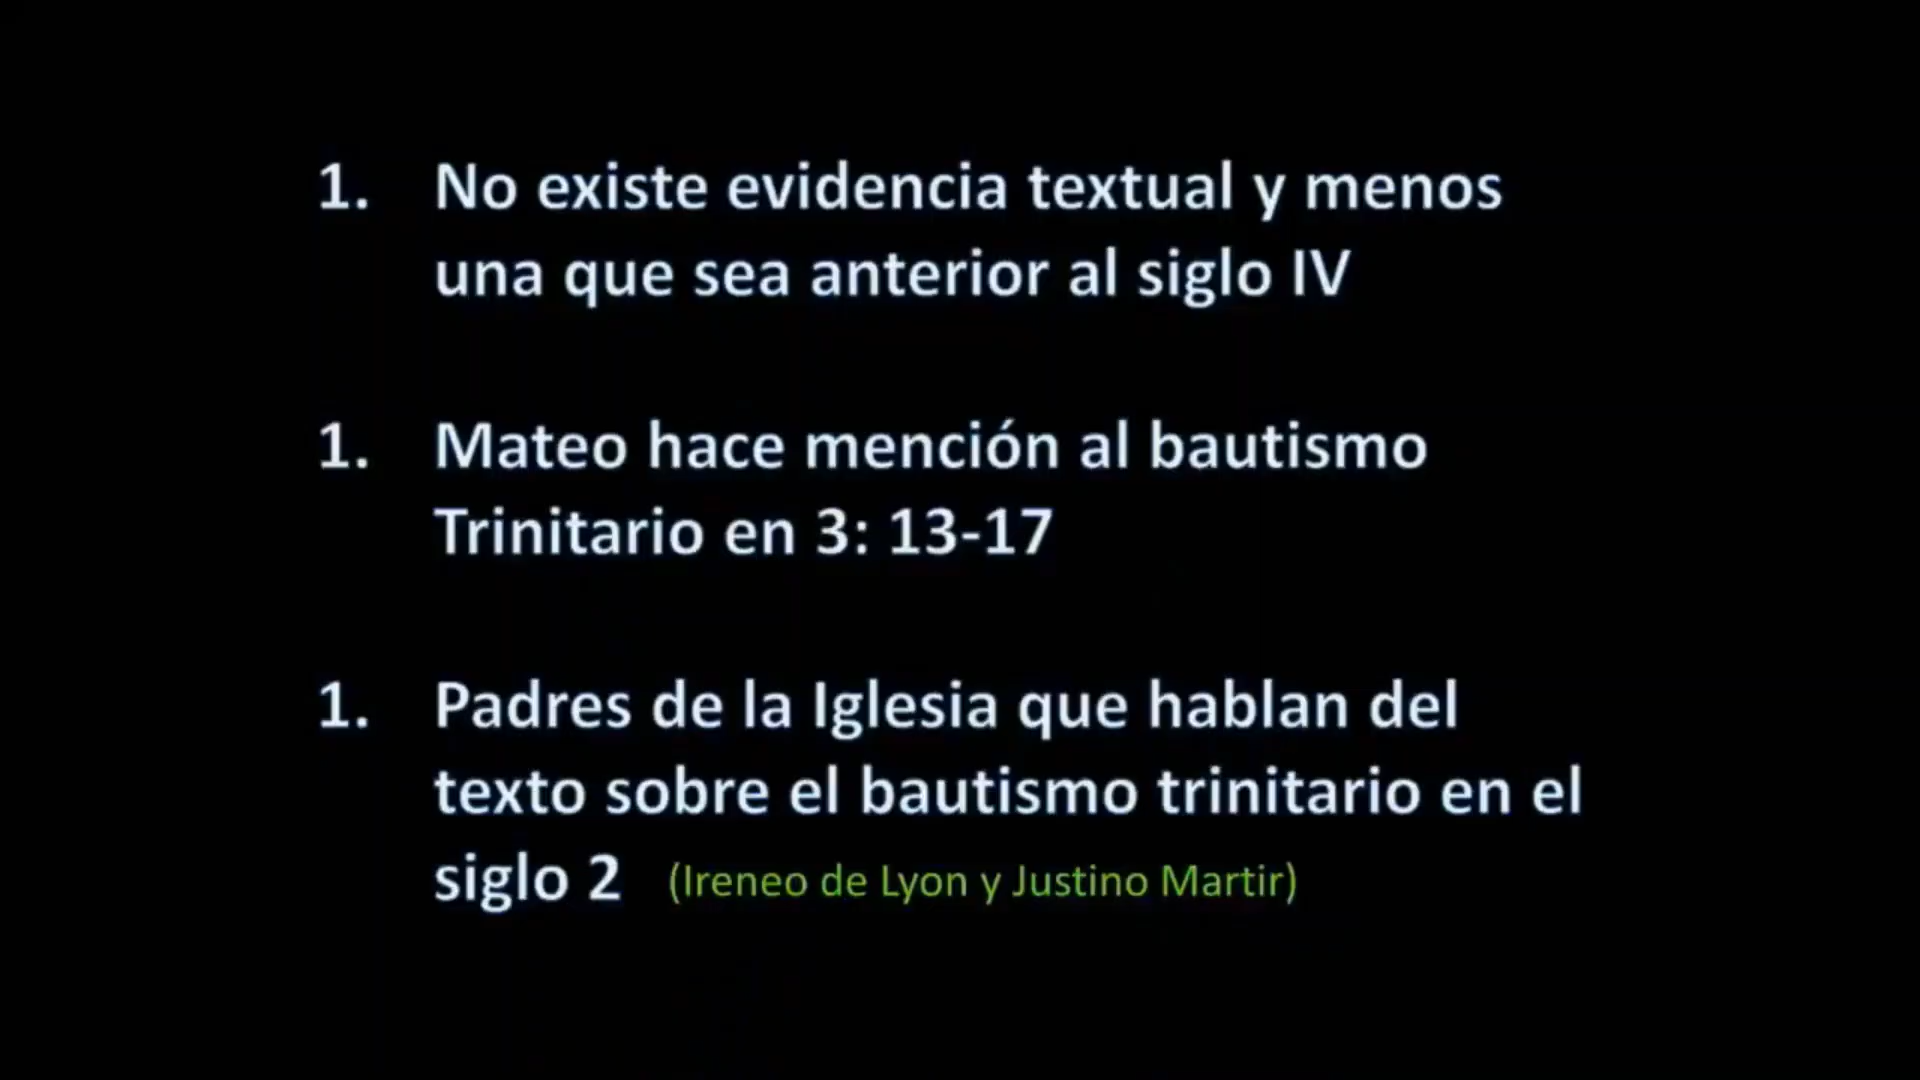 1. No existe evidencia textual y menos
una que sea anterior al siglo IV
1. Mateo hace mención al bautismo
Trinitario en 3: 13-17
1. Padres de la Iglesia que hablan del
texto sobre el bautismo trinitario en el
siglo 2 (Ireneo de Lyon y Justino Martir)